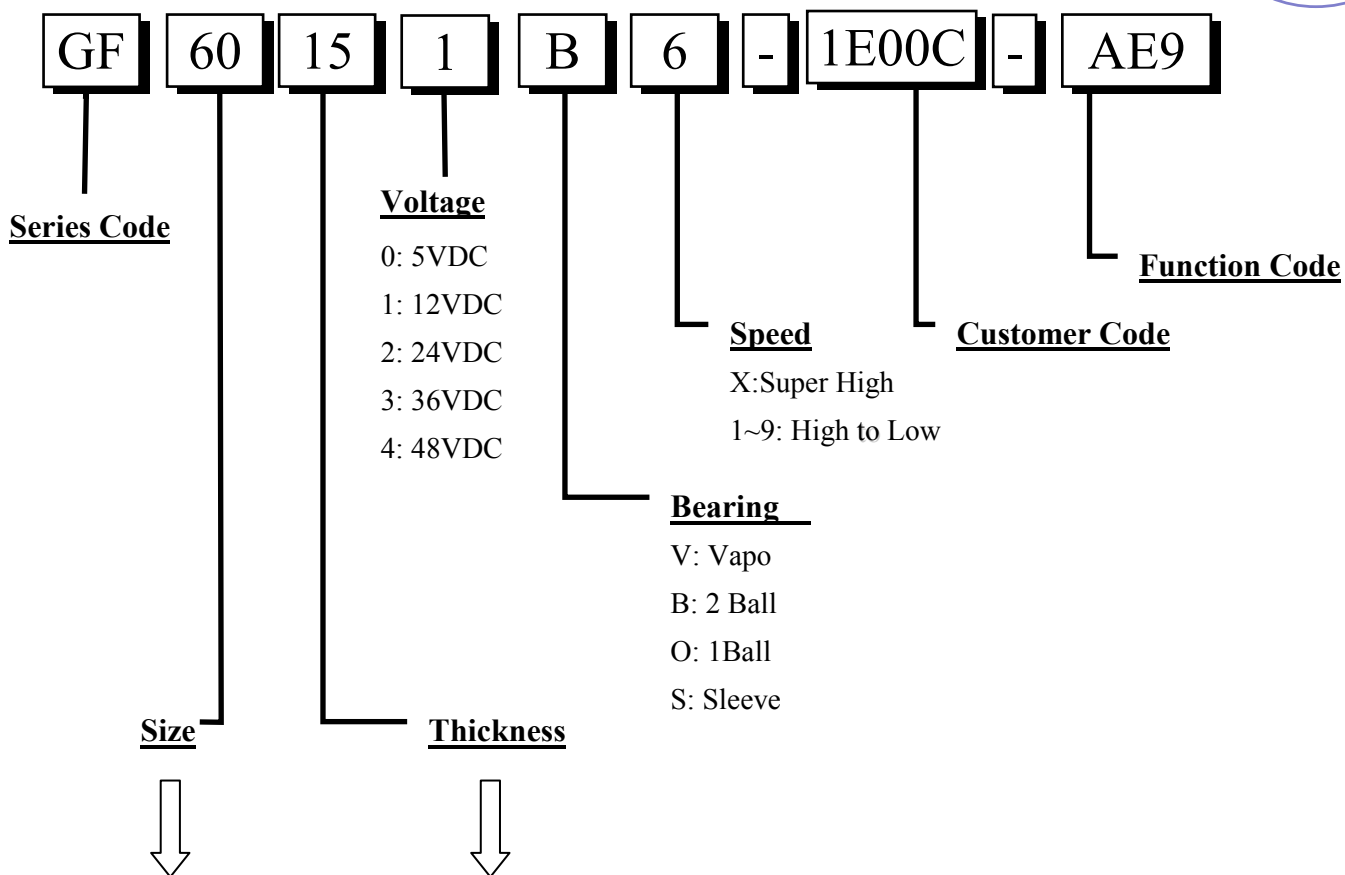 GF 60 15 1 B 6 - 1E00C - AE9
Series Code
Voltage
0: 5VDC
1: 12VDC
2: 24VDC
3: 36VDC
4: 48VDC
Function Code
Speed
X:Super High
1~9: High to Low
Customer Code
Bearing
V: Vapo
B: 2 Ball
O: 1Ball
S: Sleeve
Size
Thickness